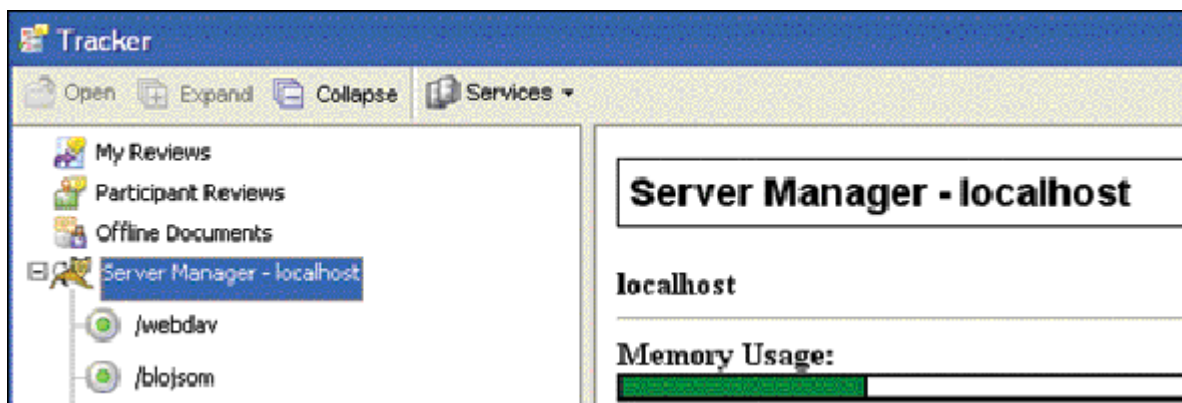 Tracker
Open Expand Collapse Services
My Reviews
Participant Reviews
Offline Documents
Server Manager - localhost
/webdav
/blojsom
Server Manager - localhost
localhost
Memory Usage: